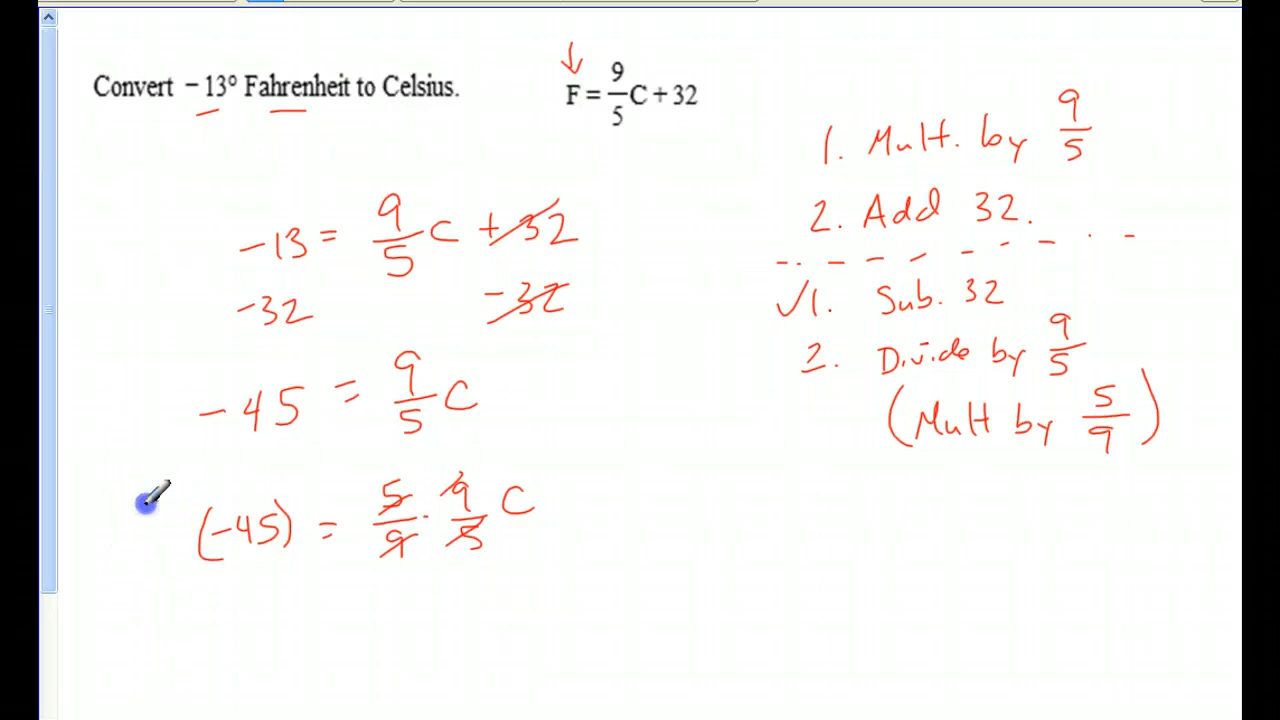 Convert − 13° Fahrenheit to Celsius.
F = 9/5 C + 32
-13 = 9/5 C + 32
-32 -32
-45 = 9/5 C
(-45) = 5/9 · 9/5 C
1. Mult. by 9/5
2. Add 32.
√1. Sub. 32
2. Divide by 9/5
(Mult by 5/9)